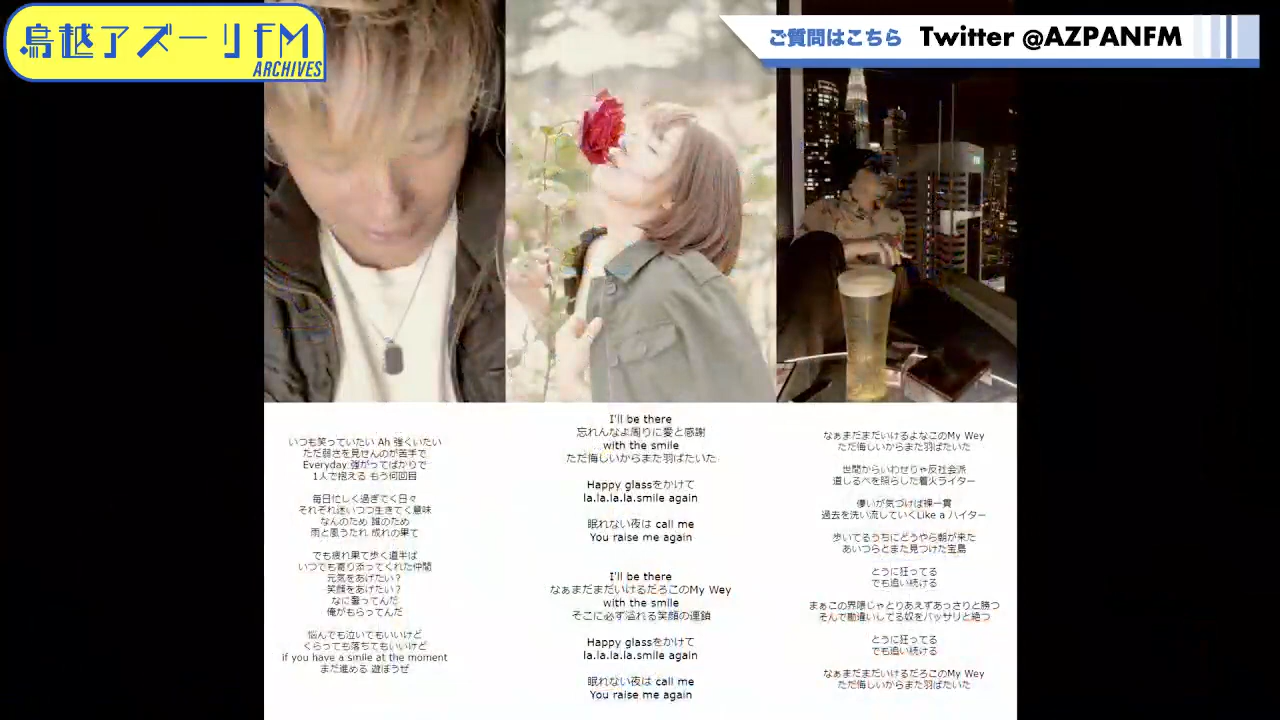 鳥越アズーリFM
ARCHIVES
ご質問はこちら Twitter @AZPANFM
いつも笑っていたい Ah 強くいたい
ただ弱さを見せんのが苦手で
Everyday 強がってばかりで
1人で抱える もう何回目
毎日忙しく過ぎてく日々
それぞれ迷いつつ生きてく意味
なんのため 誰のため
雨と風うたれ 成れの果て
でも疲れ果て歩く道半ば
いつでも寄り添ってくれた仲間
元気をあげたい？
笑顔をあげたい？
なに言ってんだ
俺がもらってんだ
悩んでも泣いてもいいけど
くらっても落ちてもいいけど
if you have a smile at the moment
まだ進める 遊ぼうぜ
I'll be there
忘れんなよ周りに愛と感謝
with the smile
ただ悔しいからまた羽ばたいた
Happy glassをかけて
la.la.la.la.smile again
眠れない夜は call me
You raise me again
I'll be there
なぁまだまだいけるだろこのMy Wey
with the smile
そこに必ず溢れる笑顔の連鎖
Happy glassをかけて
la.la.la.la.smile again
眠れない夜は call me
You raise me again
なぁまだまだいけるよなこのMy Wey
ただ悔しいからまた羽ばたいた
世間からいわせりゃ反社会派
道しるべを照らした着火ライター
儚いが気づけば裸一貫
過去を洗い流していくLike a ハイター
歩いてるうちにどうやら朝が来た
あいつらとまた見つけた宝島
とうに狂ってる
でも追い続ける
まぁこの界隈じゃとりあえずあっさりと勝つ
そんで勘違いしてる奴をバッサリと絶つ
とうに狂ってる
でも追い続ける
なぁまだまだいけるだろこのMy Wey
ただ悔しいからまた羽ばたいた